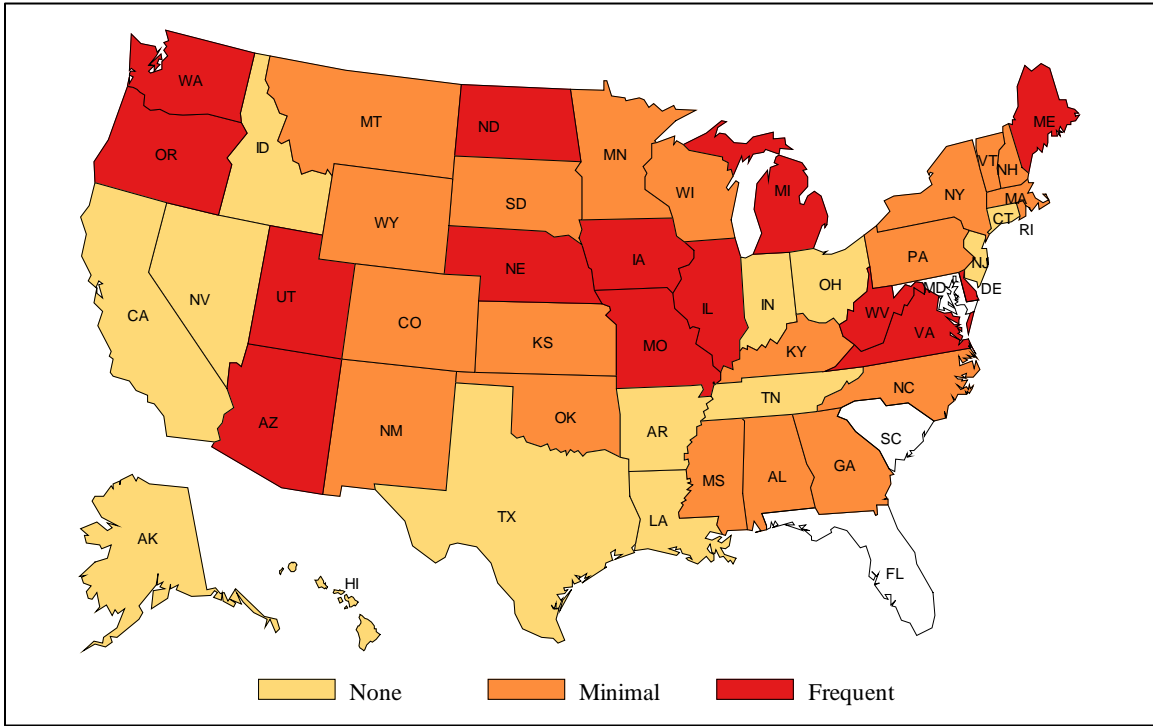 WA
ME
MT
ND
VT
MN
OR
ID
NH
WI
MI
NY
MA
SD
CT
WY
RI
PA
IA
NE
NJ
OH
MD
DE
NV
UT
IN
IL
WV
CA
CO
VA
KS
MO
KY
NC
TN
AZ
OK
NM
AR
SC
GA
MS
AL
TX
LA
AK
FL
HI
None Minimal Frequent